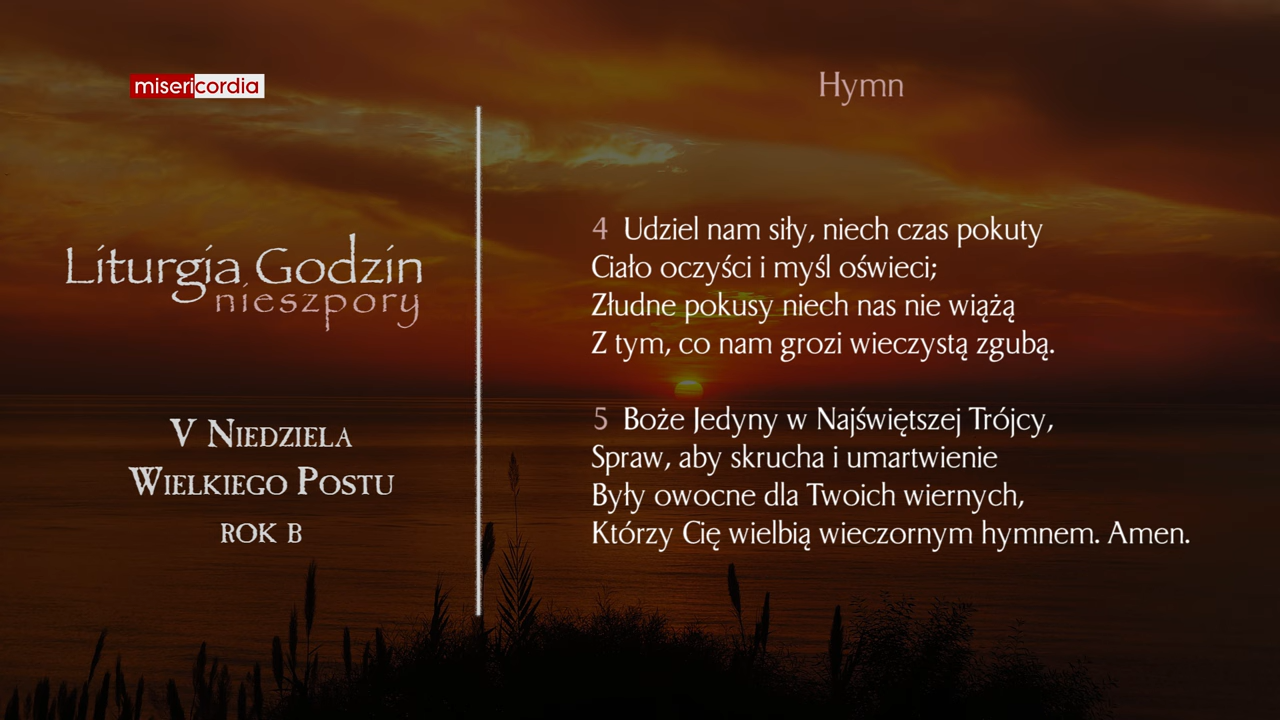 misericordia
Liturgia Godzin
nieszpory
V Niedziela
Wielkiego Postu
rok B
Hymn
4 Udziel nam siły, niech czas pokuty
Ciało oczyści i myśl oświeci;
Złudne pokusy niech nas nie wiążą
Z tym, co nam grozi wieczystą zgubą.
5 Boże Jedyny w Najświętszej Trójcy,
Spraw, aby skrucha i umartwienie
Były owocne dla Twoich wiernych,
Którzy Cię wielbią wieczornym hymnem. Amen.